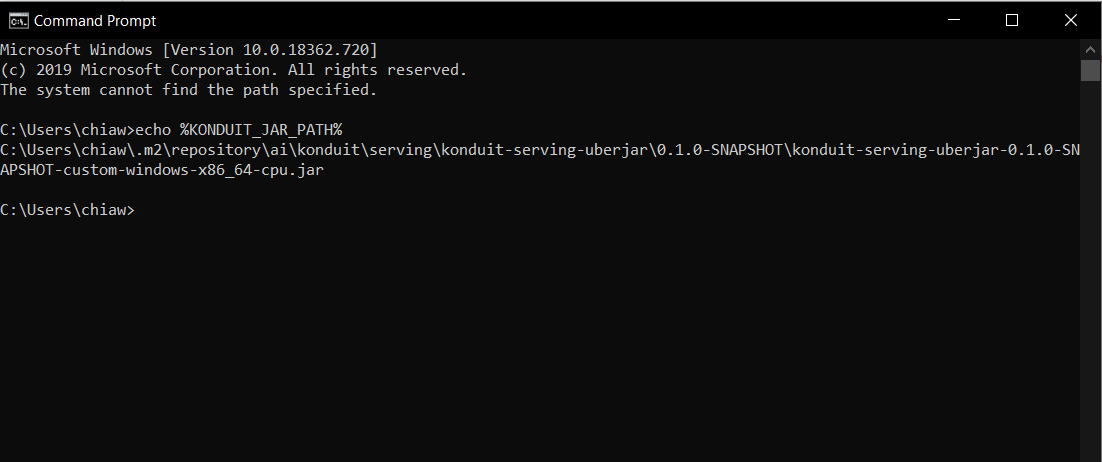 Command Prompt
Microsoft Windows [Version 10.0.18362.720]
(c) 2019 Microsoft Corporation. All rights reserved.
The system cannot find the path specified.
C:\Users\chiaw>echo %KONDUIT_JAR_PATH%
C:\Users\chiaw\.m2\repository\ai\konduit\serving\konduit-serving-uberjar\0.1.0-SNAPSHOT\konduit-serving-uberjar-0.1.0-SN
APSHOT-custom-windows-x86_64-cpu.jar
C:\Users\chiaw>